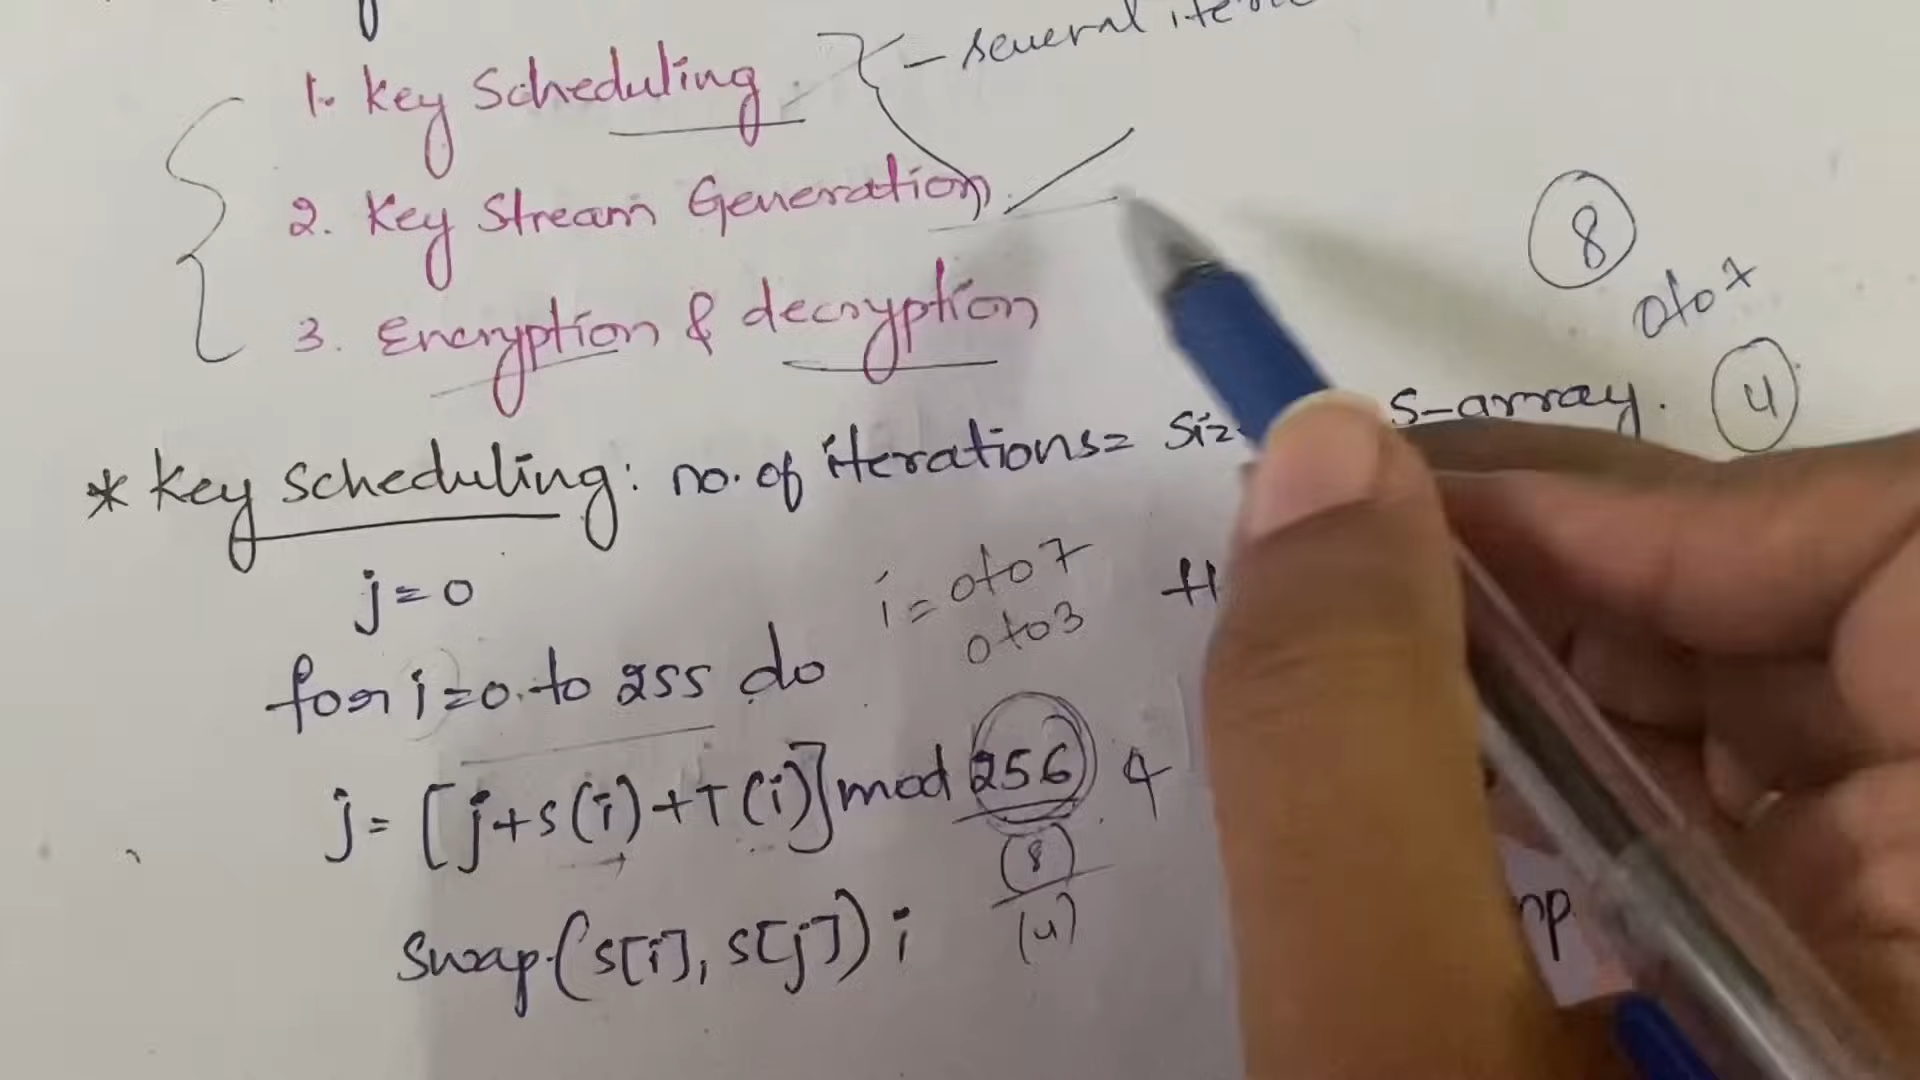 1. Key Scheduling - several
2. Key Stream Generation
3. Encryption & decryption
8
0 to 7
* Key Scheduling: no. of iterations = s-array. 4
j=0 i = 0 to 7
0 to 3
for i=0 to 255 do
j = [j+s(i)+T(i)] mod 256 4
8
(4)
Swap(s[i], s[j]);